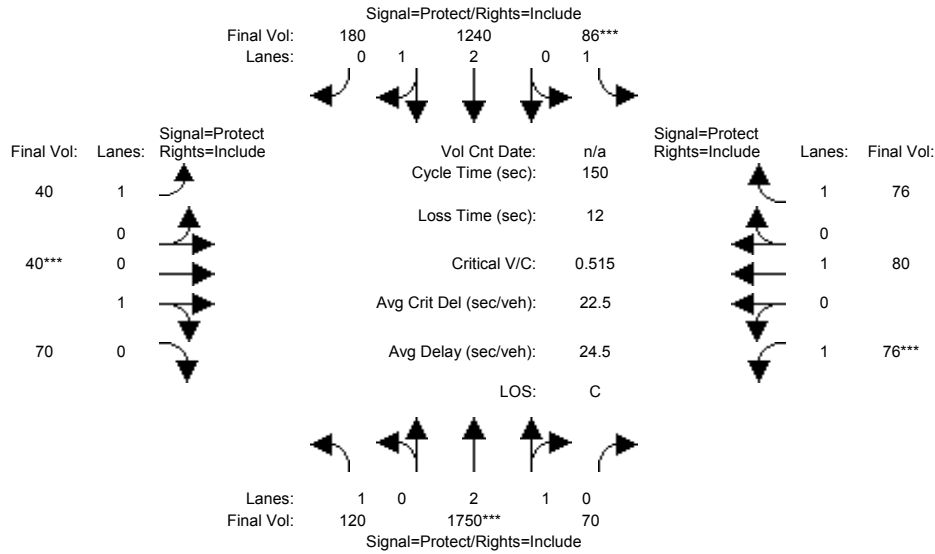 Signal=Protect/Rights=Include
Final Vol: 180 1240 86***
Lanes: 0 1 2 0 1
Signal=Protect Signal=Protect
Final Vol: Lanes: Rights=Include Vol Cnt Date: n/a Rights=Include Lanes: Final Vol:
Cycle Time (sec): 150
40 1 1 76
Loss Time (sec): 12
0 0
40*** 0 Critical V/C: 0.515 1 80
1 Avg Crit Del (sec/veh): 22.5 0
70 0 Avg Delay (sec/veh): 24.5 1 76***
LOS: C
Lanes: 1 0 2 1 0
Final Vol: 120 1750*** 70
Signal=Protect/Rights=Include